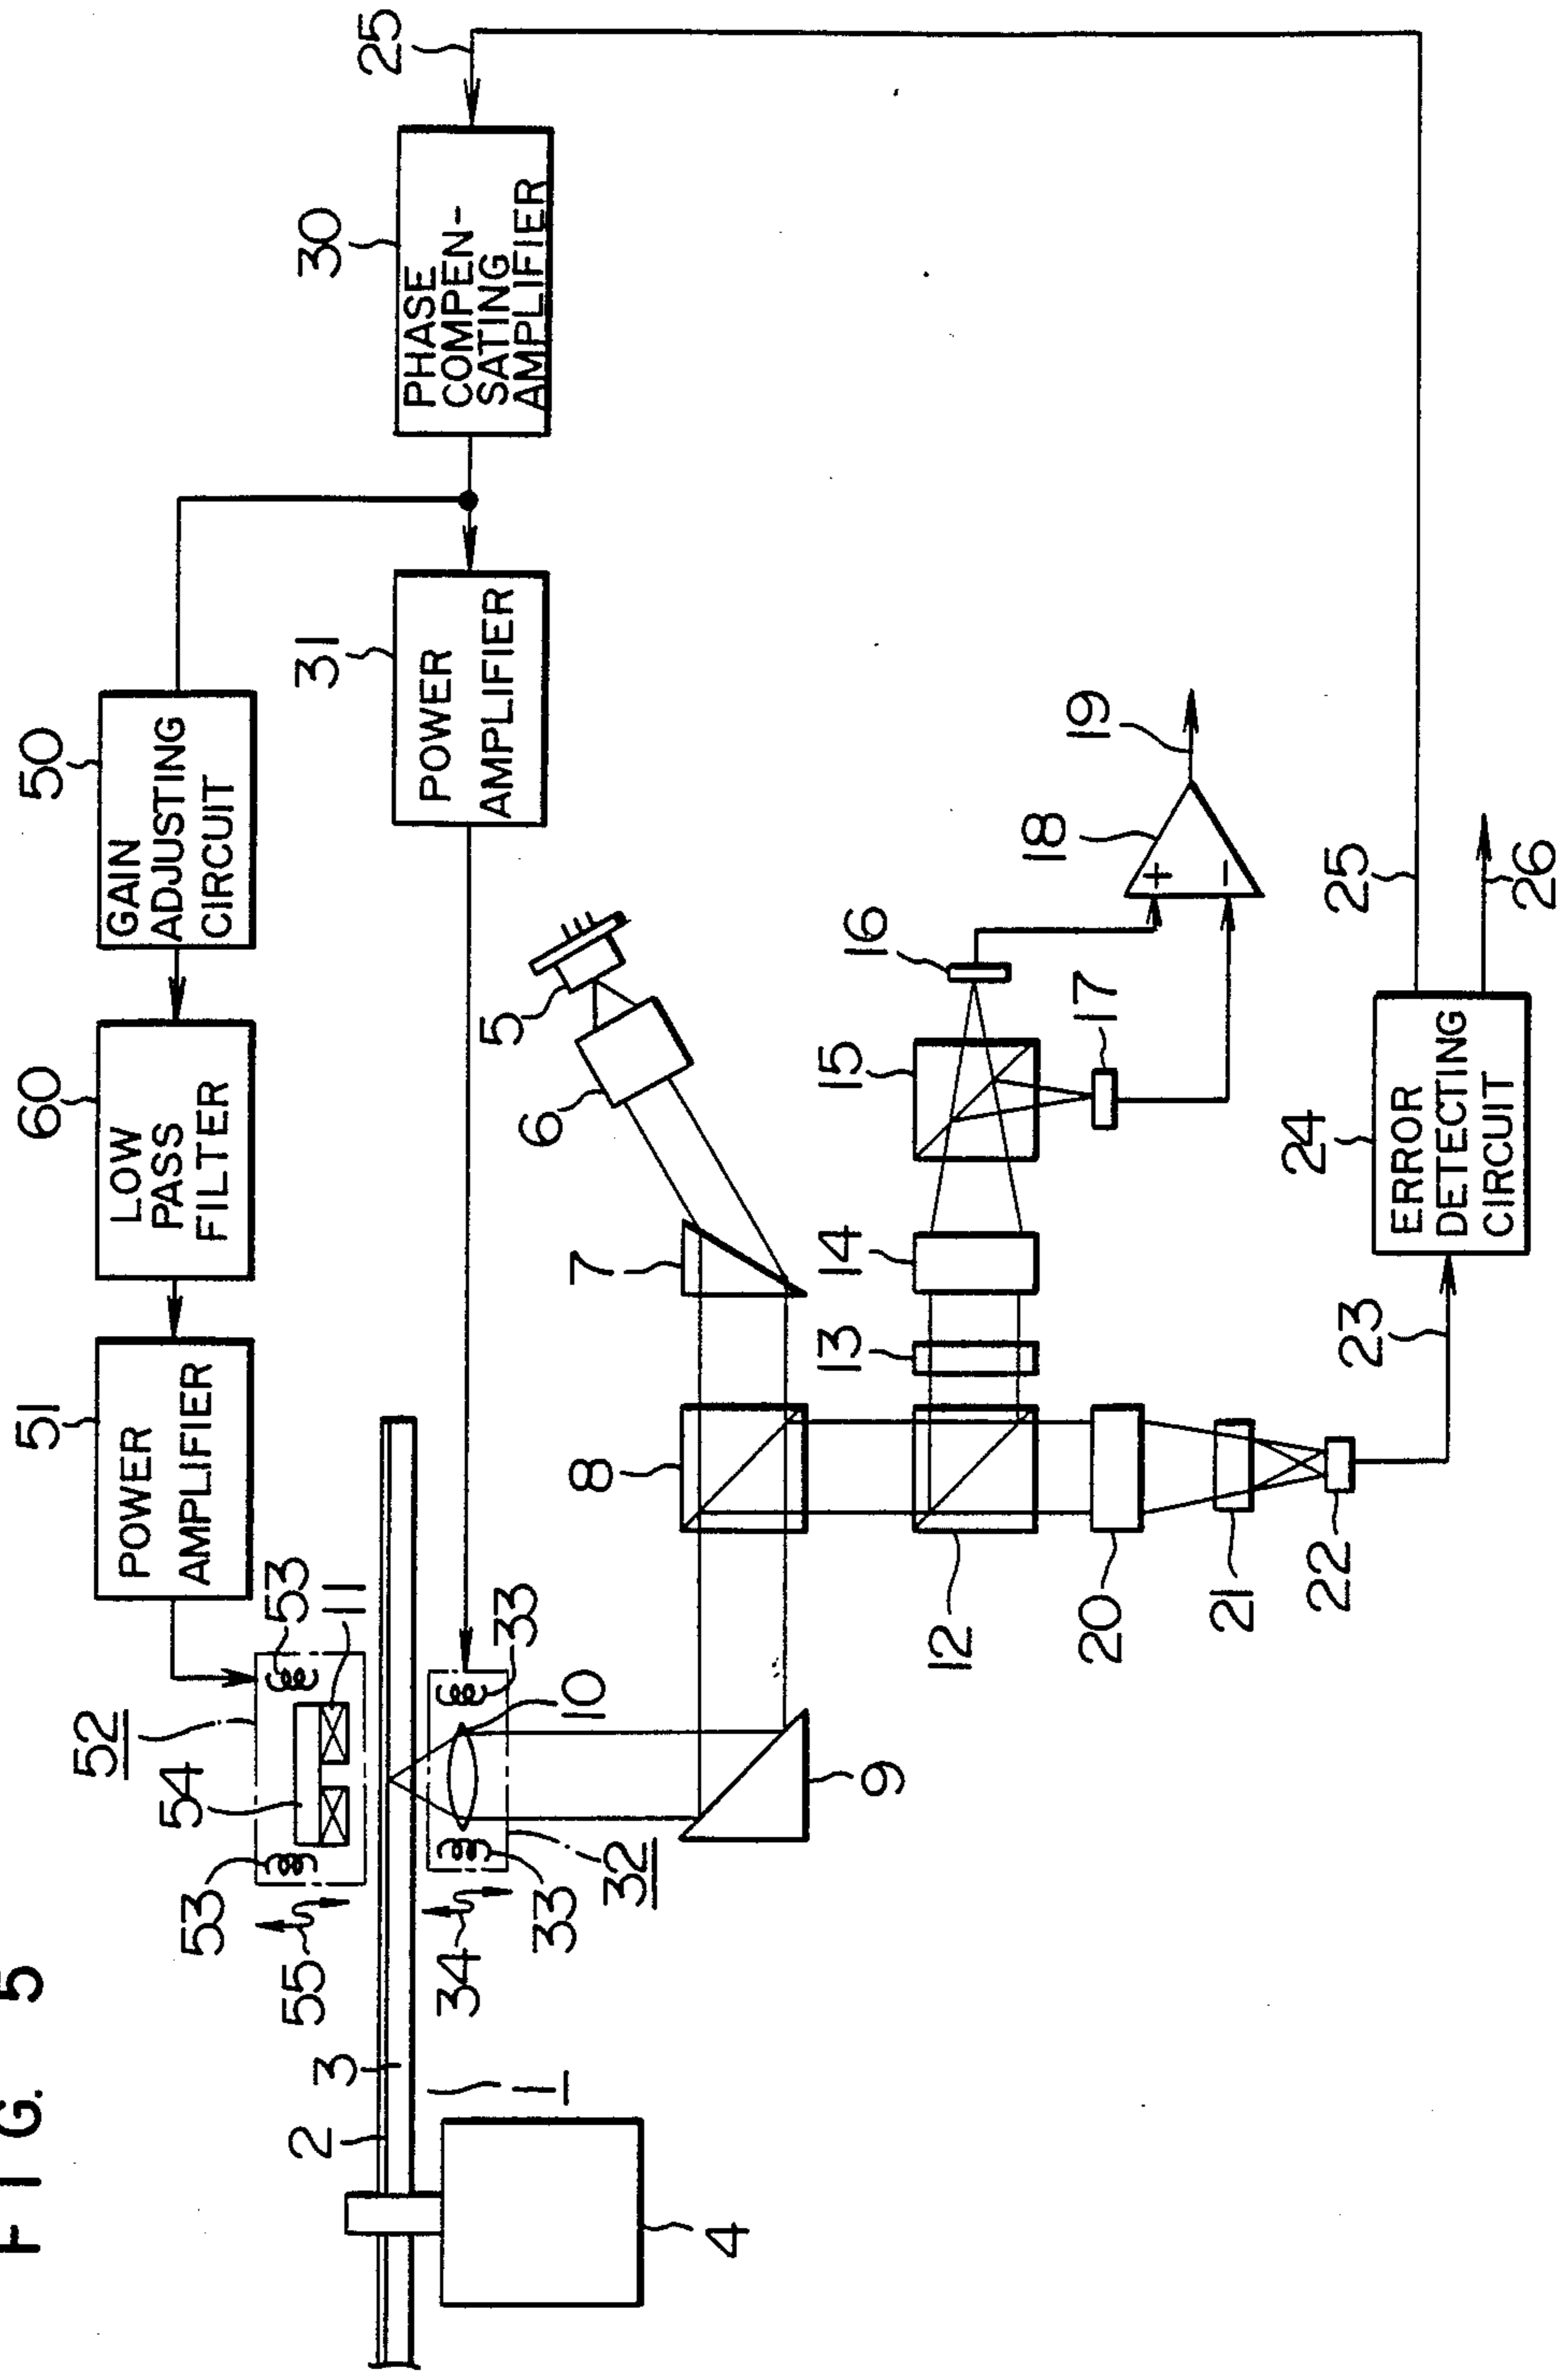 FIG. 5
51
POWER
AMPLIFIER
60
LOW
PASS
FILTER
50
GAIN
ADJUSTING
CIRCUIT
31
POWER
AMPLIFIER
30
PHASE
COMPEN-
SATING
AMPLIFIER
25
52
53
54
53
11
55
2
3
1
4
34
33
32
33
10
9
8
7
6
5
12
13
14
15
16
17
18
+
−
19
20
21
22
23
24
ERROR
DETECTING
CIRCUIT
25
26